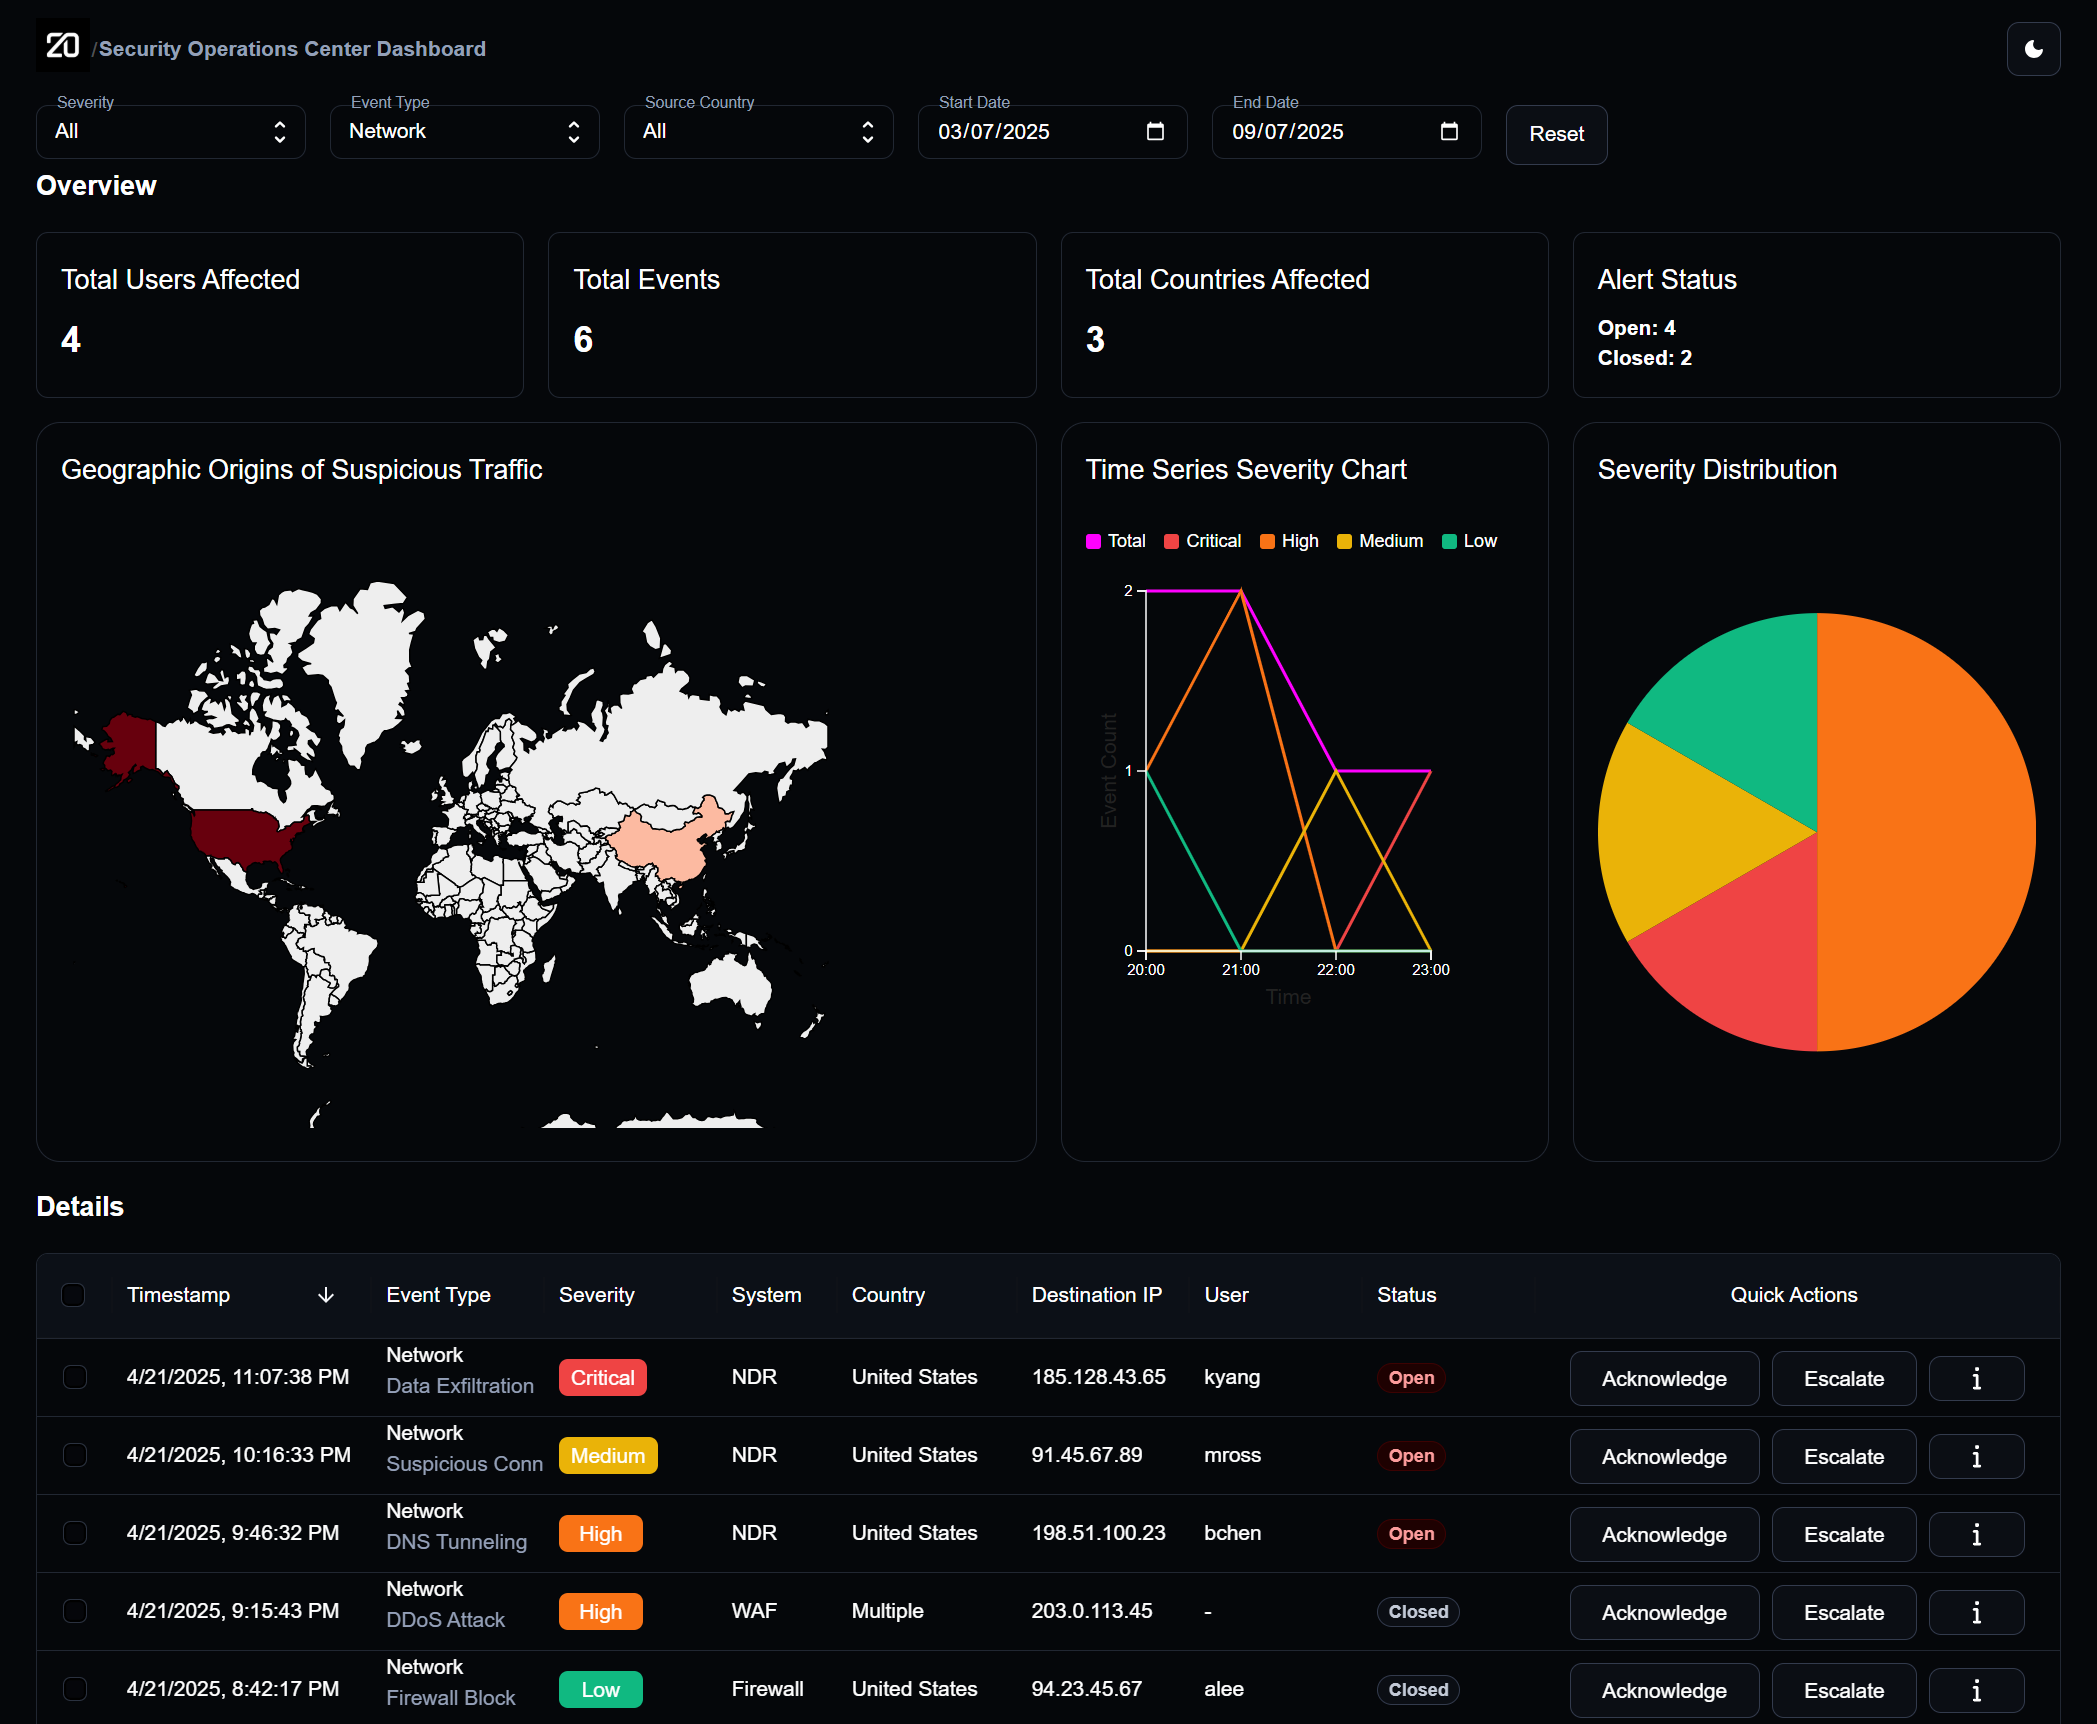 20
/Security Operations Center Dashboard
Severity
All
Event Type
Network
Source Country
All
Start Date
03/07/2025
End Date
09/07/2025
Reset
Overview
Total Users Affected
4
Total Events
6
Total Countries Affected
3
Alert Status
Open: 4
Closed: 2
Geographic Origins of Suspicious Traffic
Time Series Severity Chart
Total Critical High Medium Low
2
1
0
Event Count
20:00 21:00 22:00 23:00
Time
Severity Distribution
Details
Timestamp Event Type Severity System Country Destination IP User Status Quick Actions
4/21/2025, 11:07:38 PM Network Data Exfiltration Critical NDR United States 185.128.43.65 kyang Open Acknowledge Escalate i
4/21/2025, 10:16:33 PM Network Suspicious Conn Medium NDR United States 91.45.67.89 mross Open Acknowledge Escalate i
4/21/2025, 9:46:32 PM Network DNS Tunneling High NDR United States 198.51.100.23 bchen Open Acknowledge Escalate i
4/21/2025, 9:15:43 PM Network DDoS Attack High WAF Multiple 203.0.113.45 - Closed Acknowledge Escalate i
4/21/2025, 8:42:17 PM Network Firewall Block Low Firewall United States 94.23.45.67 alee Closed Acknowledge Escalate i